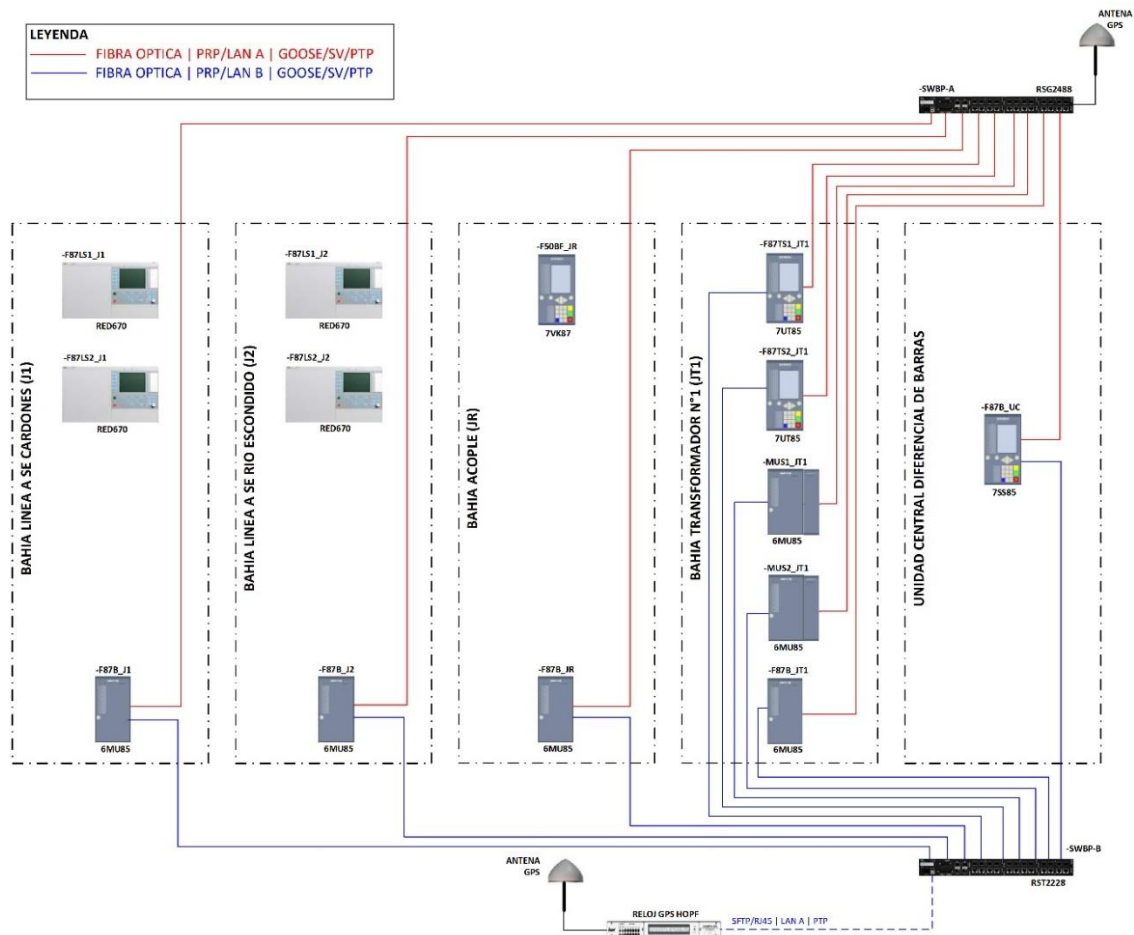 ANTENA
GPS
LEYENDA
FIBRA OPTICA | PRP/LAN A | GOOSE/SV/PTP
FIBRA OPTICA | PRP/LAN B | GOOSE/SV/PTP
-SWBP-A
RSG2488
BAHIA LINEA A SE CARDONES (J1)
-F87LS1_J1
RED670
-F87LS2_J1
RED670
-F87B_J1
6MU85
BAHIA LINEA A SE RIO ESCONDIDO (J2)
-F87LS1_J2
RED670
-F87LS2_J2
RED670
-F87B_J2
6MU85
BAHIA ACOPLE (JR)
-F50BF_JR
7VK87
-F87B_JR
6MU85
BAHIA TRANSFORMADOR N°1 (JT1)
-F87TS1_JT1
7UT85
-F87TS2_JT1
7UT85
-MUS1_JT1
6MU85
-MUS2_JT1
6MU85
-F87B_JT1
6MU85
UNIDAD CENTRAL DIFERENCIAL DE BARRAS
-F87B_UC
7SS85
-SWBP-B
RST2228
ANTENA
GPS
RELOJ GPS HOPF
SFTP/RJ45 | LAN A | PTP